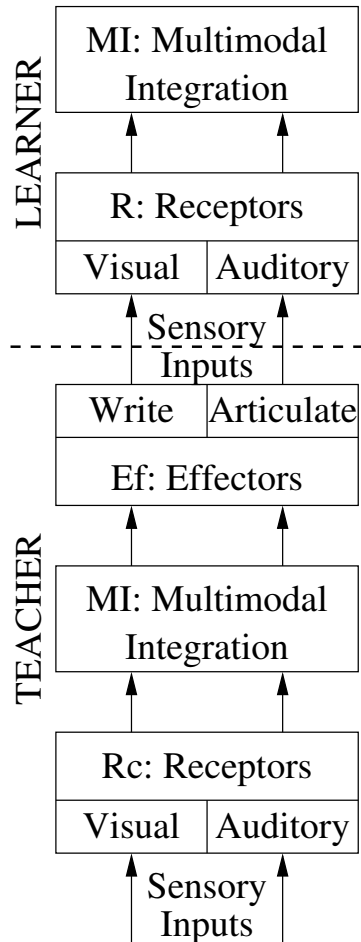 LEARNER
MI: Multimodal
Integration
R: Receptors
Visual Auditory
Sensory
Inputs
Write Articulate
Ef: Effectors
TEACHER
MI: Multimodal
Integration
Rc: Receptors
Visual Auditory
Sensory
Inputs